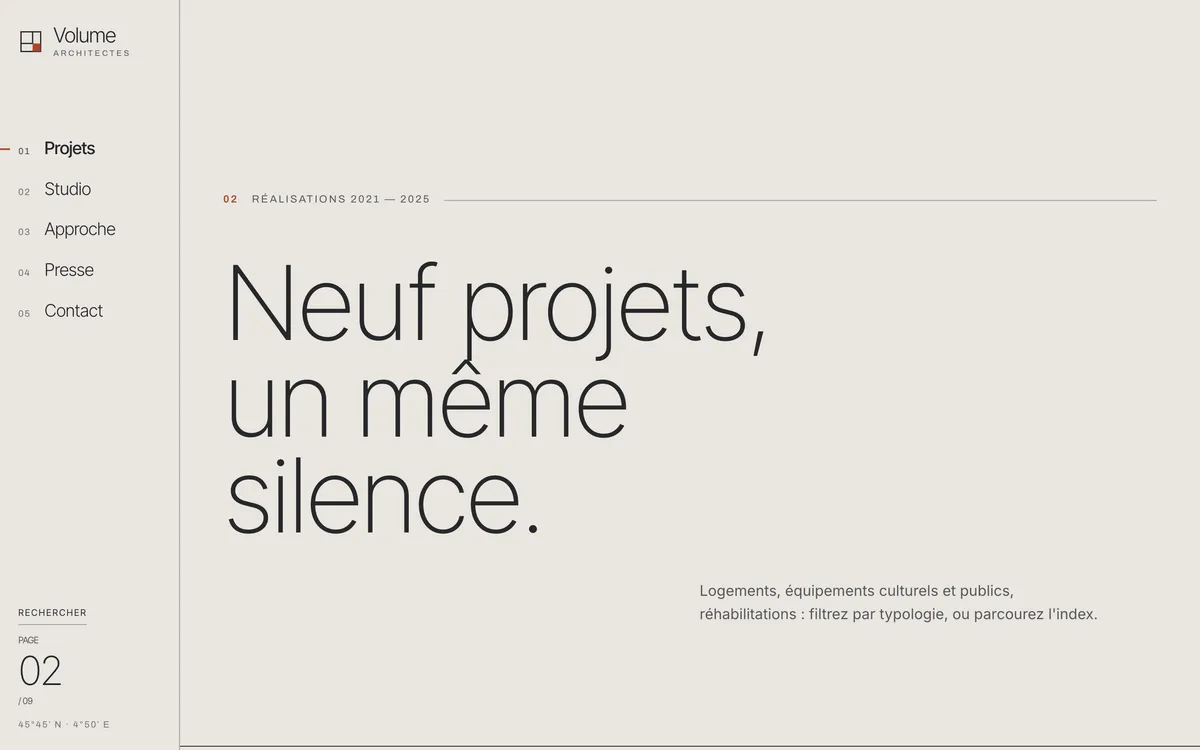 Volume
ARCHITECTES
01 Projets
02 Studio
03 Approche
04 Presse
05 Contact
RECHERCHER
PAGE
02
/ 09
45°45' N · 4°50' E
02 RÉALISATIONS 2021 — 2025
Neuf projets,
un même
silence.
Logements, équipements culturels et publics,
réhabilitations : filtrez par typologie, ou parcourez l'index.